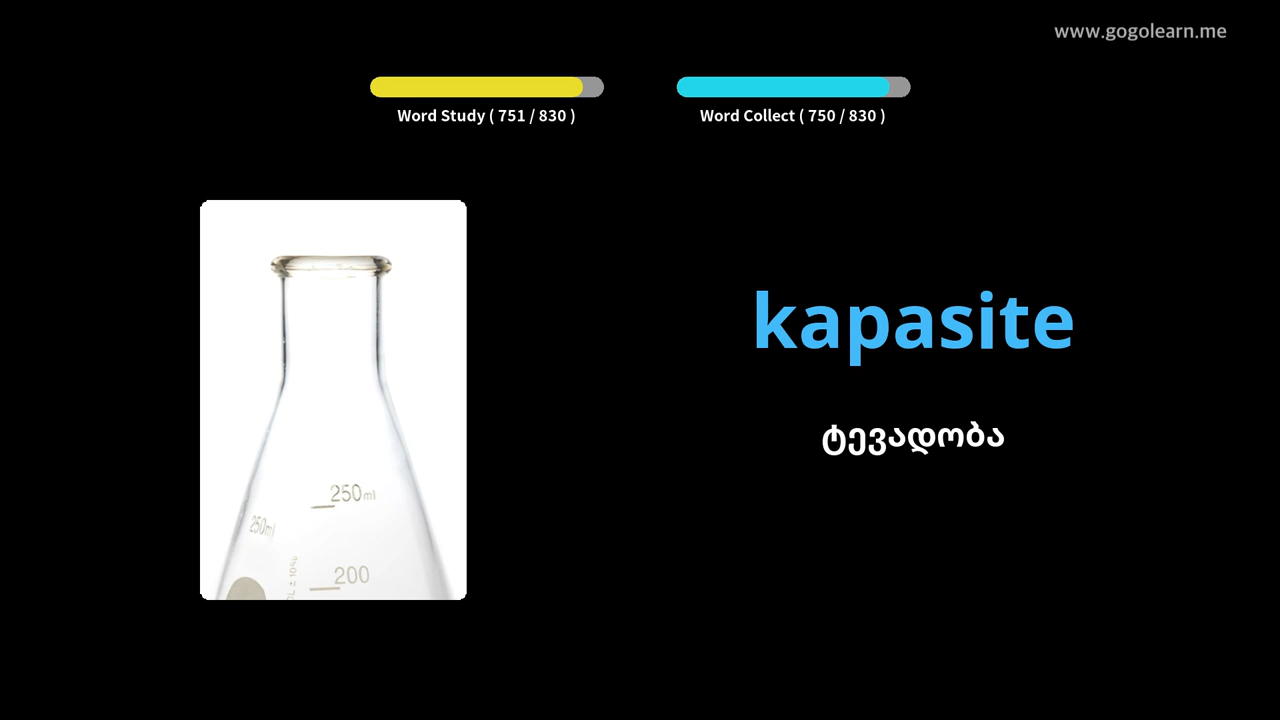 www.gogolearn.me
Word Study ( 751 / 830 )
Word Collect ( 750 / 830 )
kapasite
ტევადობა
250ml
250ml
200